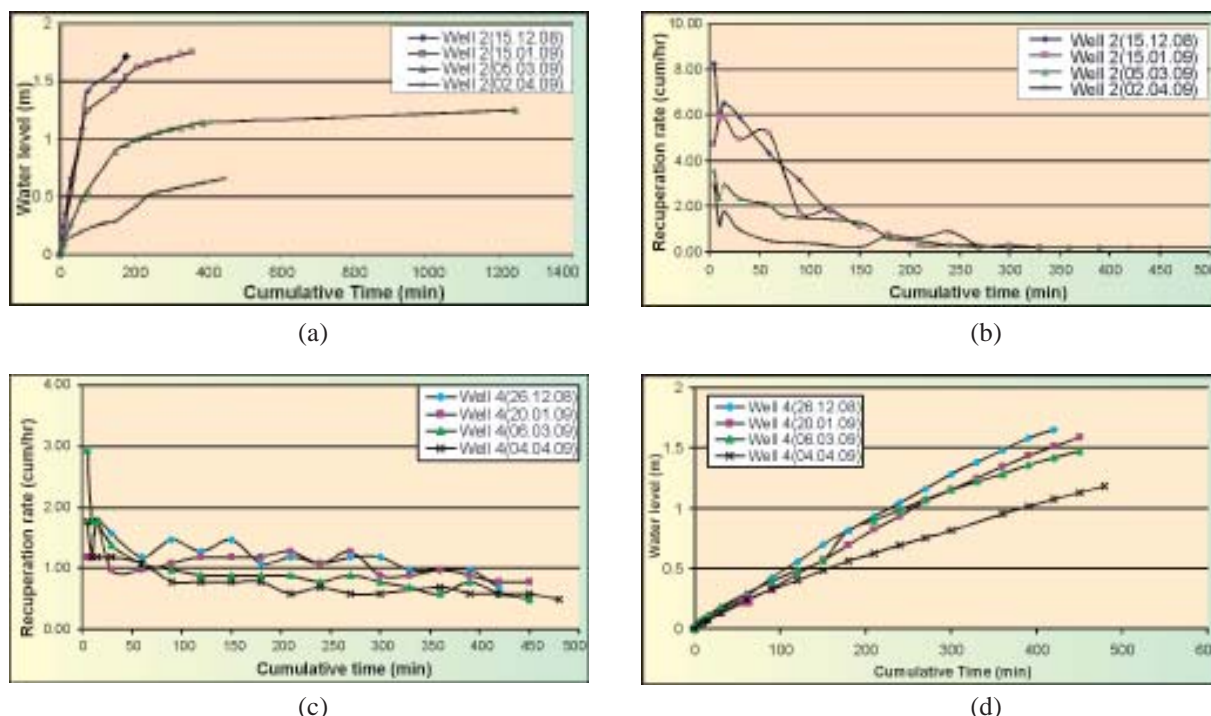 2
1.5
1
0.5
0
Water level (m)
0 200 400 600 800 1000 1200 1400
Cumulative Time (min)
Well 2(15.12.08)
Well 2(15.01.09)
Well 2(05.03.09)
Well 2(02.04.09)
(a)
10.00
8.00
6.00
4.00
2.00
0.00
Recuperation rate (cum/hr)
0 50 100 150 200 250 300 350 400 450 500
Cumulative time (min)
Well 2(15.12.08)
Well 2(15.01.09)
Well 2(05.03.09)
Well 2(02.04.09)
(b)
4.00
3.00
2.00
1.00
0.00
Recuperation rate (cum/hr)
0 50 100 150 200 250 300 350 400 450 500
Cumulative time (min)
Well 4(26.12.08)
Well 4(20.01.09)
Well 4(06.03.09)
Well 4(04.04.09)
(c)
2
1.5
1
0.5
0
Water level (m)
0 100 200 300 400 500 600
Cumulative Time (min)
Well 4(26.12.08)
Well 4(20.01.09)
Well 4(06.03.09)
Well 4(04.04.09)
(d)